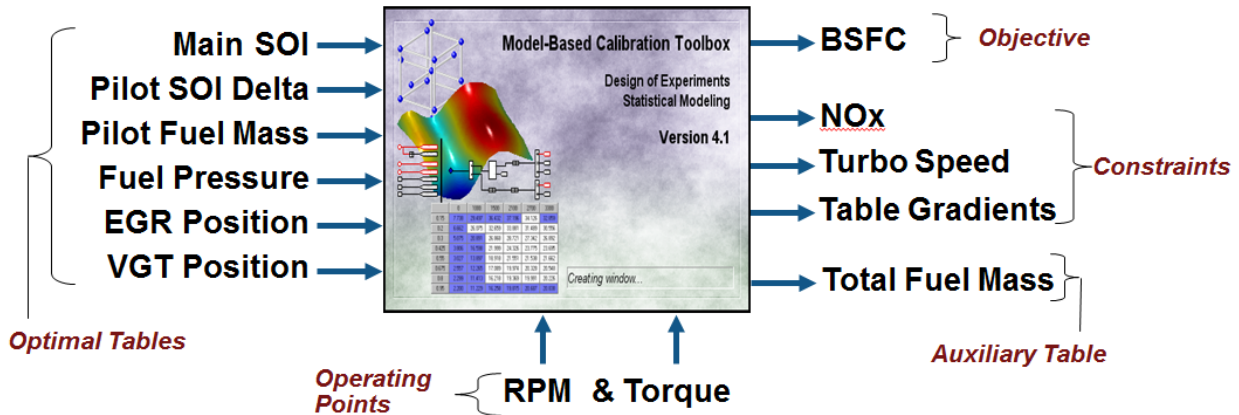 Main SOI
Pilot SOI Delta
Pilot Fuel Mass
Fuel Pressure
EGR Position
VGT Position
Optimal Tables
Model-Based Calibration Toolbox
Design of Experiments
Statistical Modeling
Version 4.1
Creating window...
BSFC
Objective
NOx
Turbo Speed
Table Gradients
Constraints
Total Fuel Mass
Auxiliary Table
Operating
Points
RPM & Torque